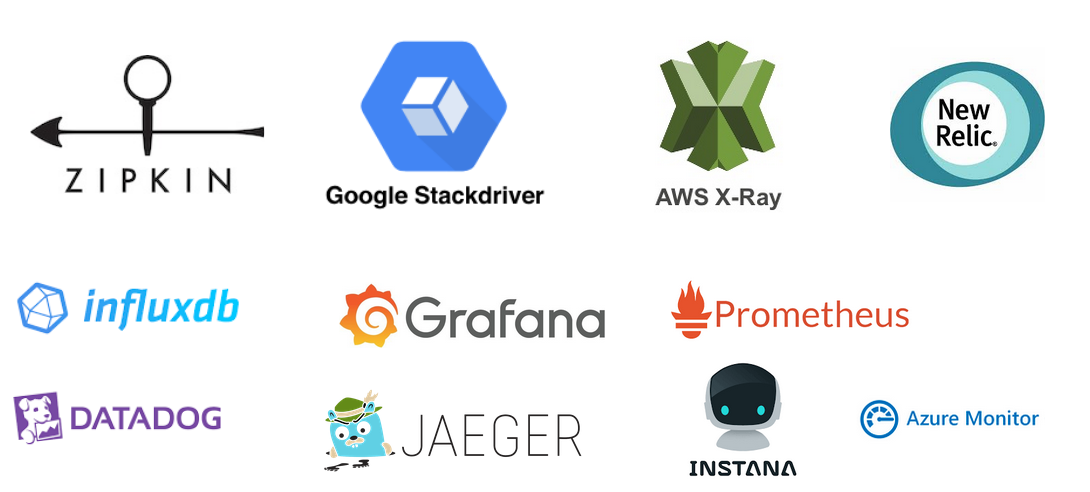 ZIPKIN
Google Stackdriver
AWS X-Ray
New
Relic®
influxdb
Grafana
Prometheus
DATADOG
JAEGER
INSTANA
Azure Monitor